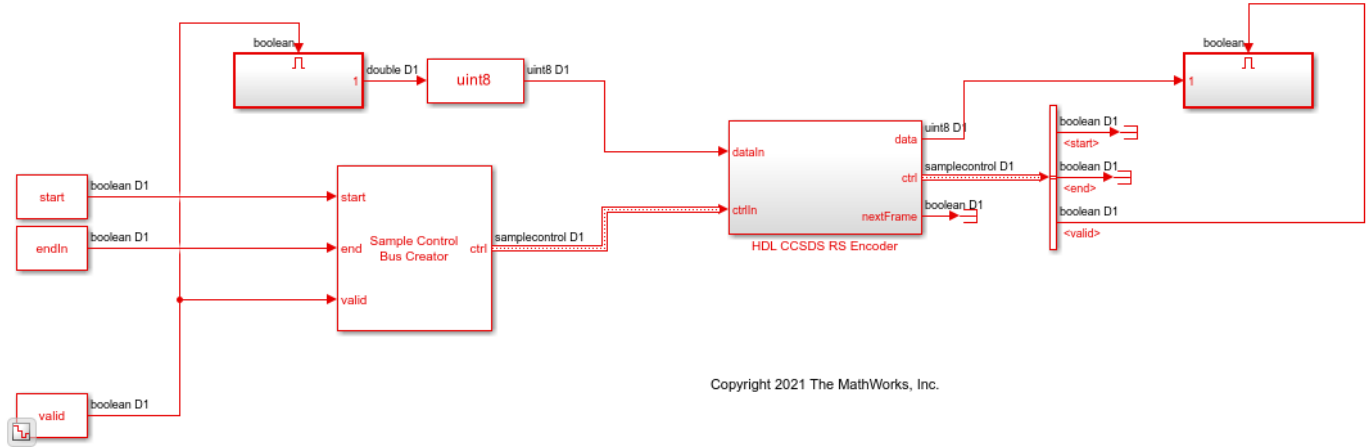 boolean
1
double D1
uint8
uint8 D1
boolean
1
start
boolean D1
endIn
boolean D1
valid
boolean D1
start
end
valid
Sample Control
Bus Creator
ctrl
samplecontrol D1
dataIn
ctrlIn
data
ctrl
nextFrame
HDL CCSDS RS Encoder
uint8 D1
samplecontrol D1
boolean D1
boolean D1
<start>
boolean D1
<end>
boolean D1
<valid>
Copyright 2021 The MathWorks, Inc.